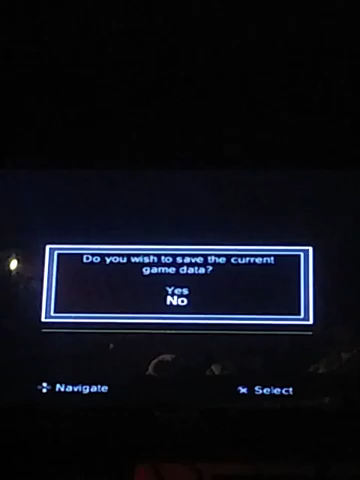 Do you wish to save the current
game data?
Yes
No
Navigate
Select